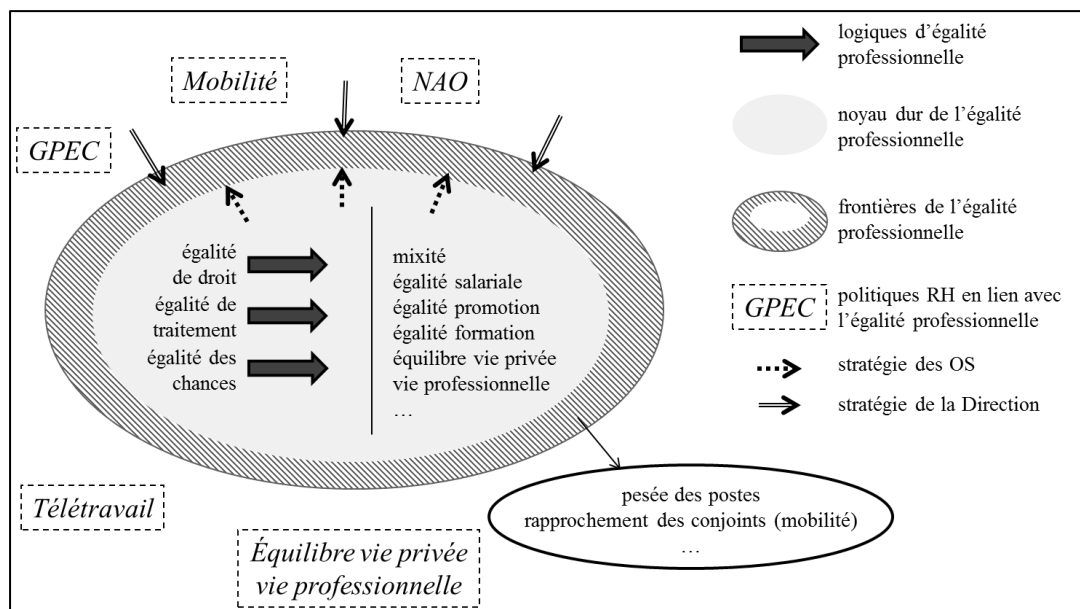 Mobilité
NAO
GPEC
égalité
de droit
égalité de
traitement
égalité des
chances
mixité
égalité salariale
égalité promotion
égalité formation
équilibre vie privée
vie professionnelle
…
Télétravail
Équilibre vie privée
vie professionnelle
pesée des postes
rapprochement des conjoints (mobilité)
…
logiques d’égalité
professionnelle
noyau dur de l’égalité
professionnelle
frontières de l’égalité
professionnelle
GPEC
politiques RH en lien avec
l’égalité professionnelle
stratégie des OS
stratégie de la Direction